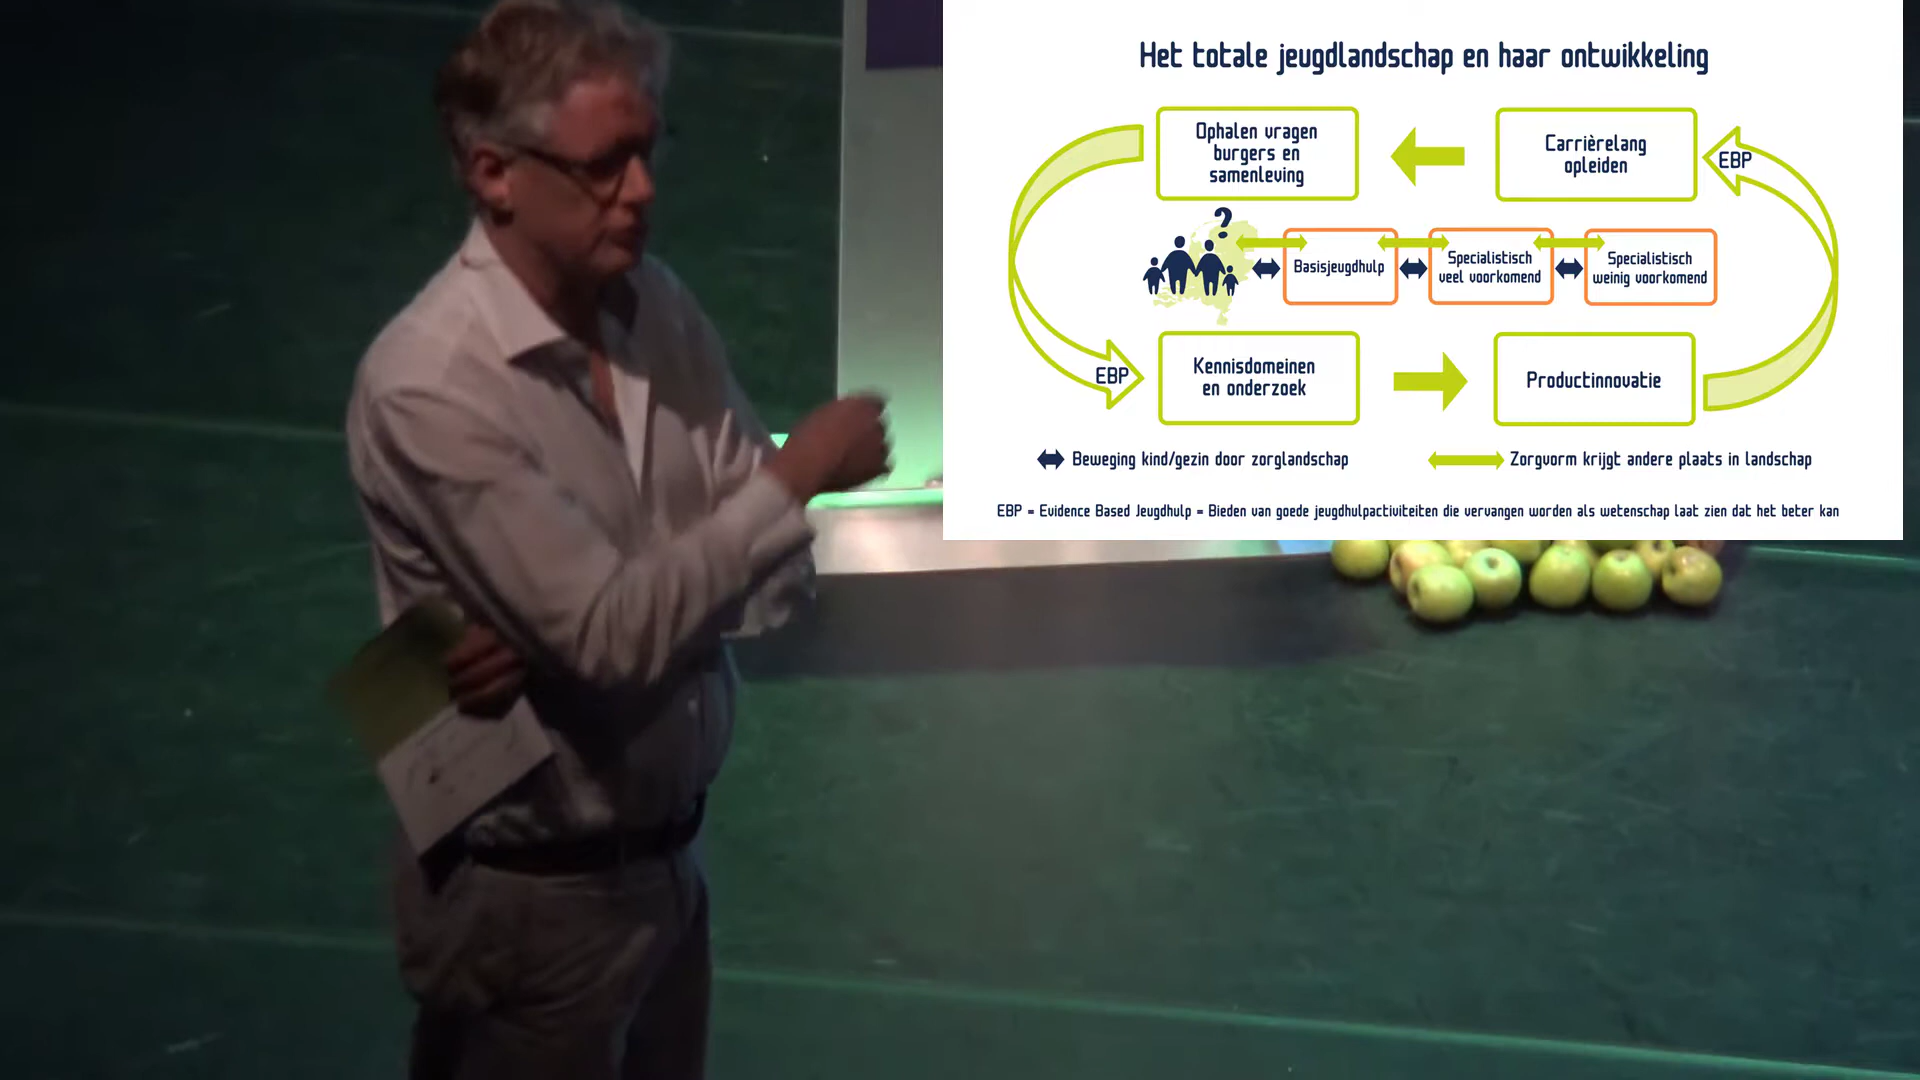 Het totale jeugdlandschap en haar ontwikkeling
Ophalen vragen
burgers en
samenleving
Carrièrelang
opleiden
EBP
?
Basisjeugdhulp
Specialistisch
veel voorkomend
Specialistisch
weinig voorkomend
EBP
Kennisdomeinen
en onderzoek
Productinnovatie
Beweging kind/gezin door zorglandschap
Zorgvorm krijgt andere plaats in landschap
EBP = Evidence Based Jeugdhulp = Bieden van goede jeugdhulpactiviteiten die vervangen worden als wetenschap laat zien dat het beter kan